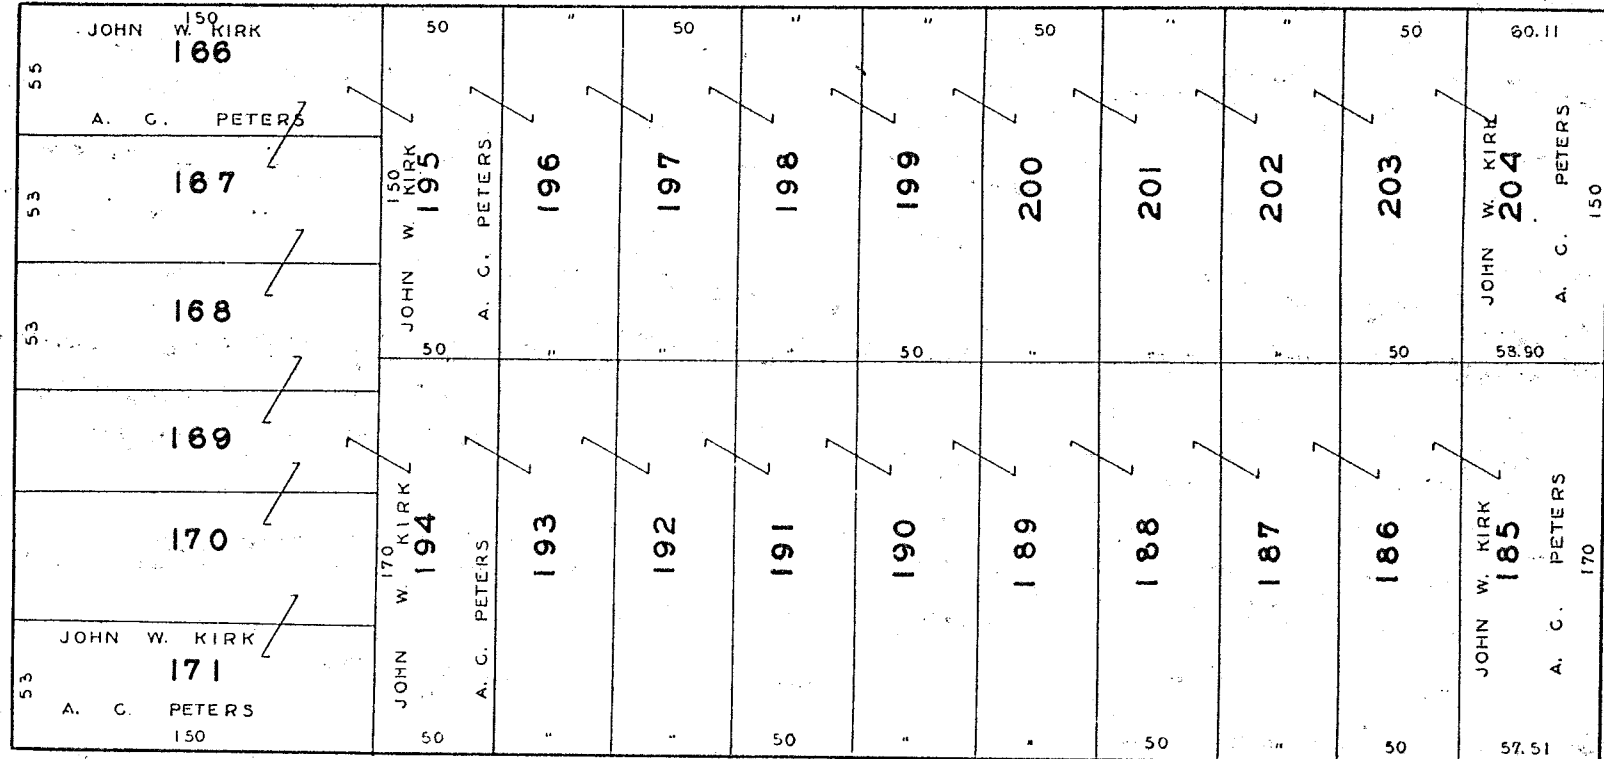 150
JOHN W. KIRK
166
55
A. C. PETERS
167
53
168
53
169
170
JOHN W. KIRK
171
53
A. C. PETERS
150
50 " 50 " " 50 " " 50 60.11
150
JOHN W. KIRK
195
A. C. PETERS
196
197
198
199
200
201
202
203
JOHN W. KIRK
204
A. C. PETERS
150
50 " " " 50 " " " 50 58.90
170
JOHN W. KIRK
194
A. C. PETERS
193
192
191
190
189
188
187
186
JOHN W. KIRK
185
A. C. PETERS
170
50 " " 50 " " 50 " 50 57.51